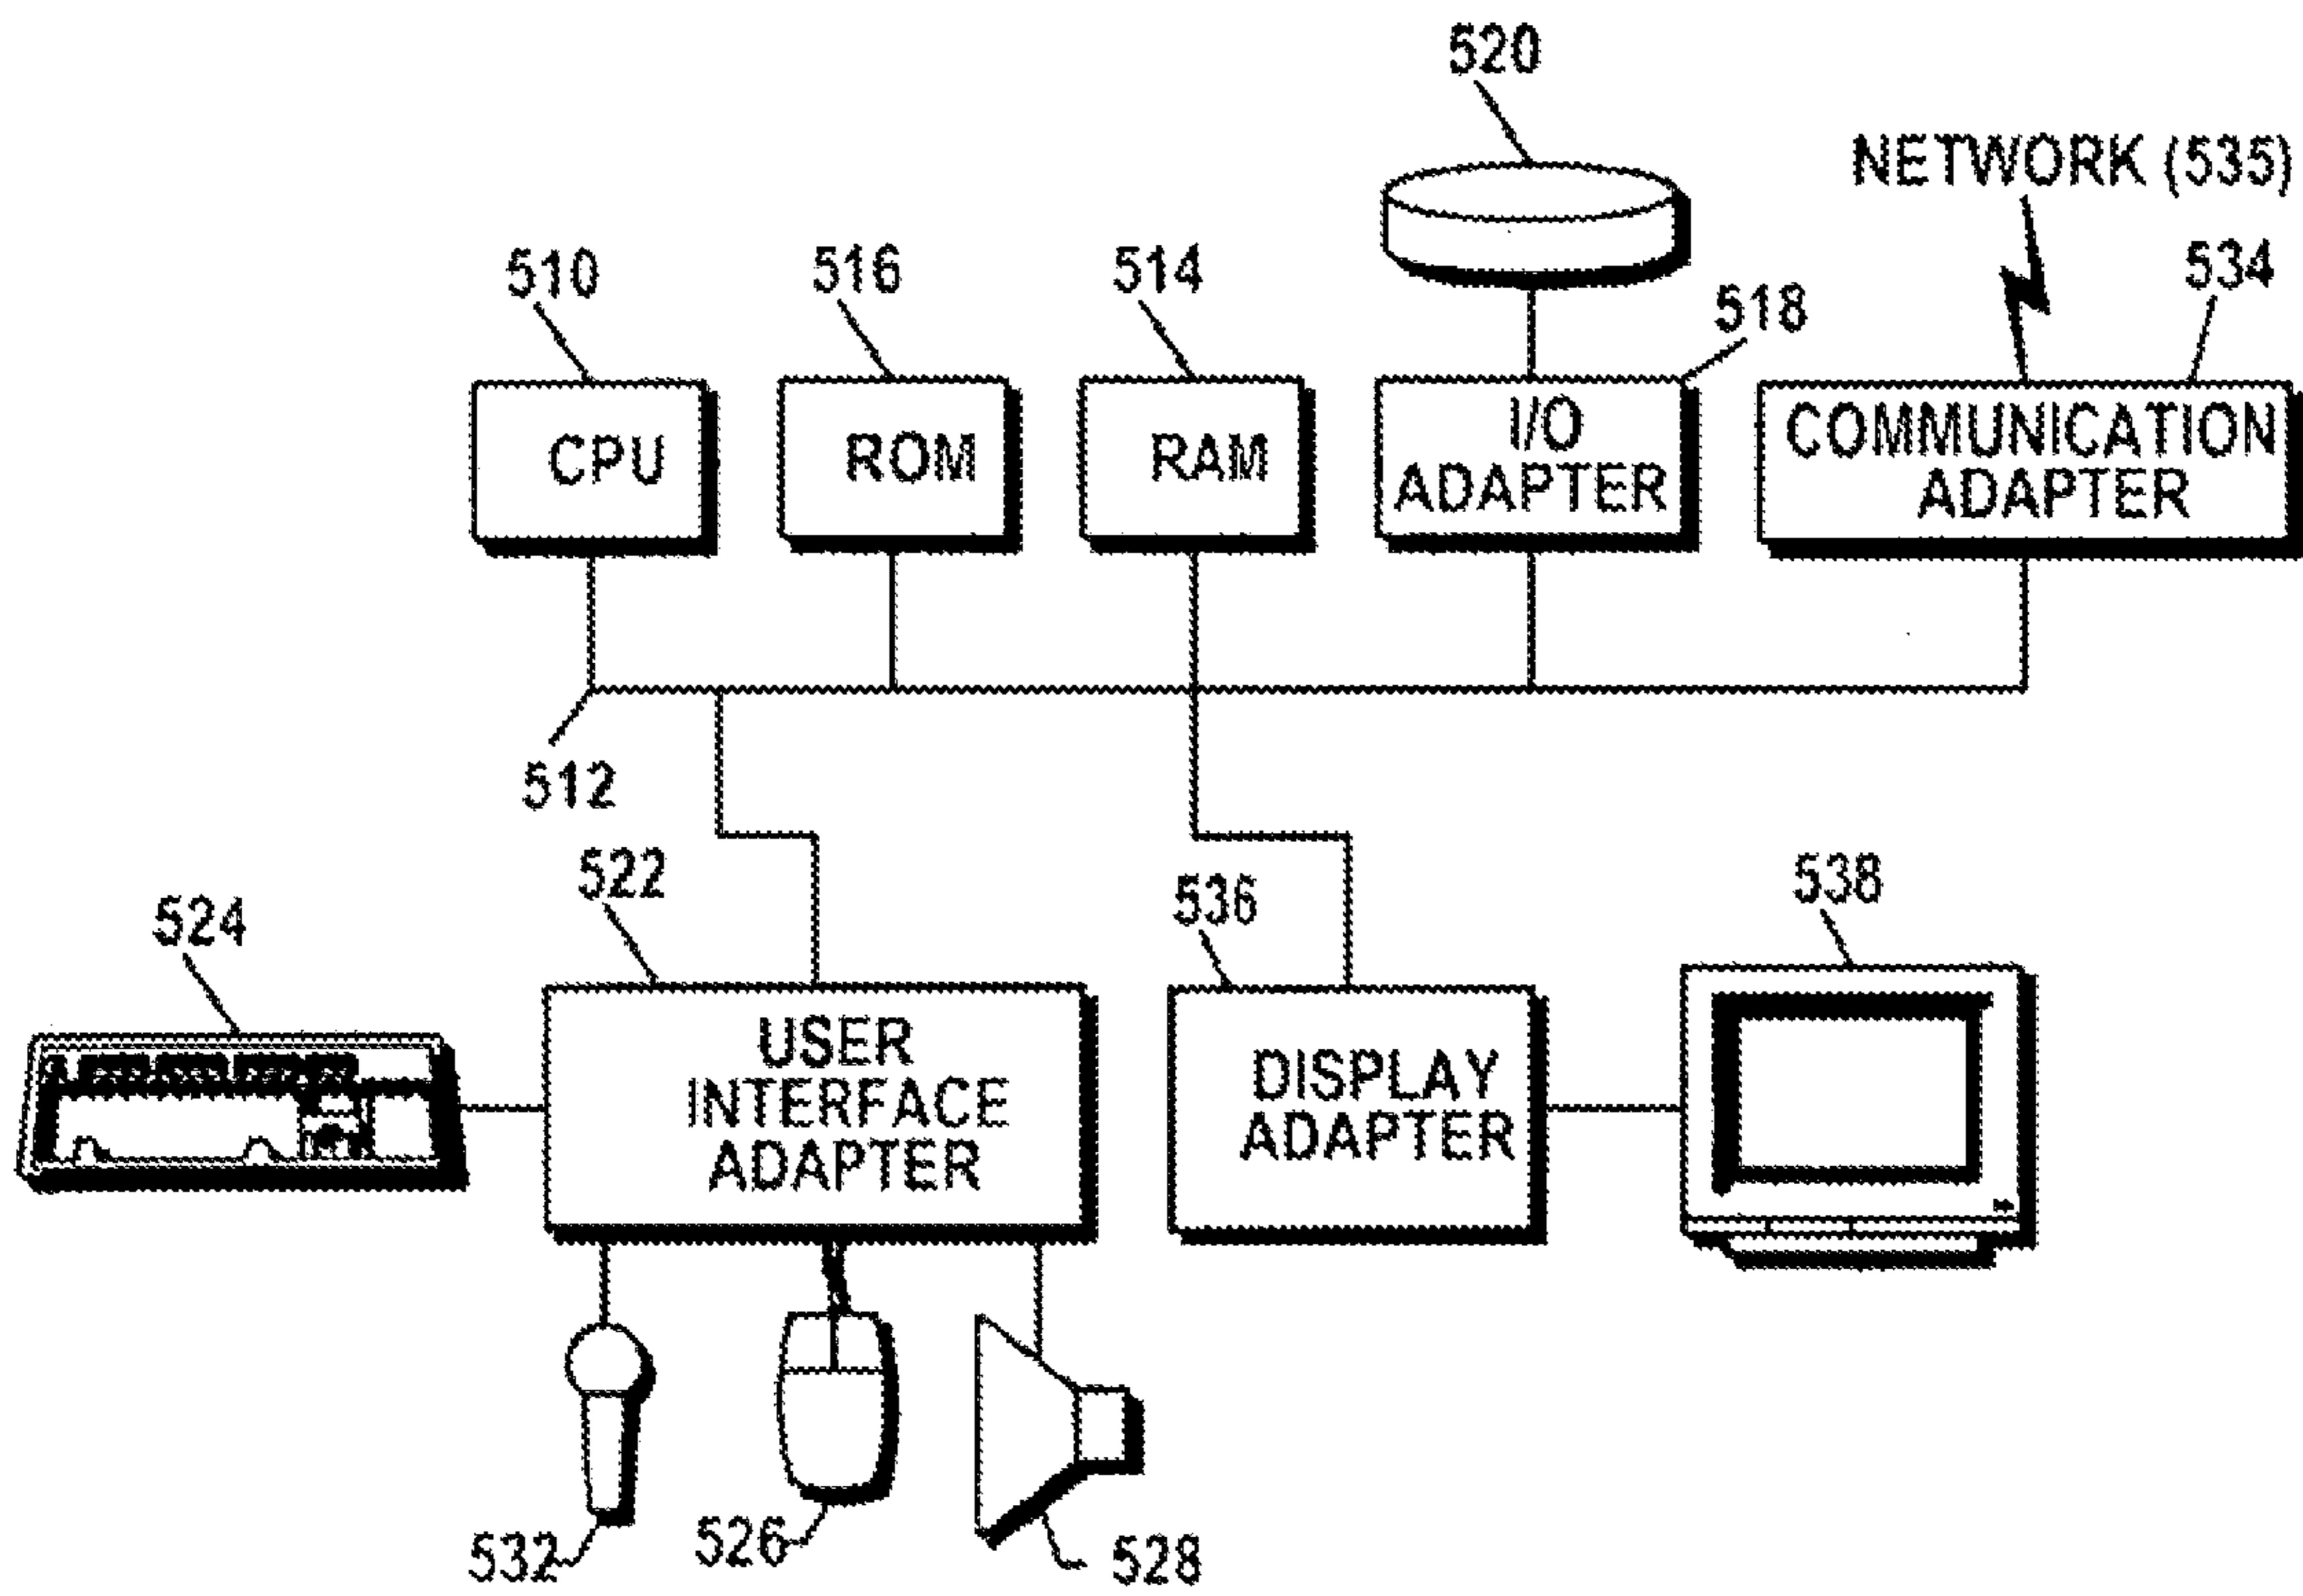 520
NETWORK (535)
510
516
514
518
534
CPU
ROM
RAM
I/O
ADAPTER
COMMUNICATION
ADAPTER
512
522
536
538
524
USER
INTERFACE
ADAPTER
DISPLAY
ADAPTER
532
526
528